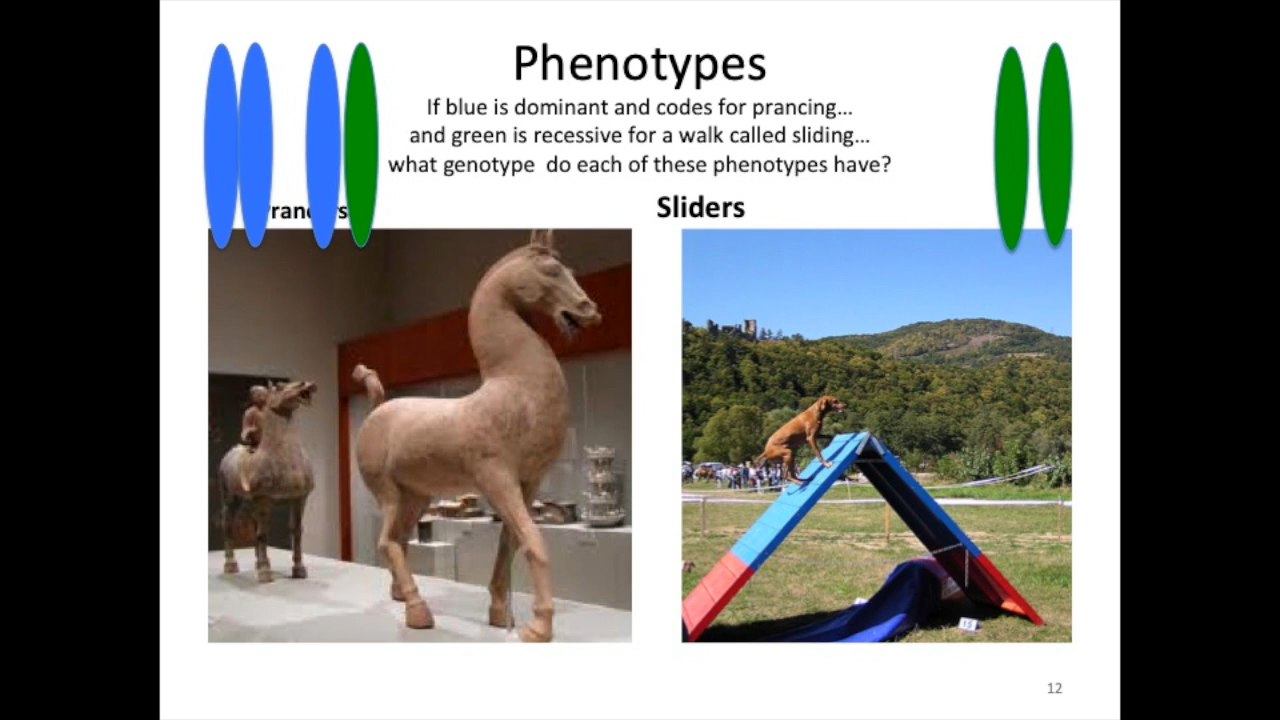 Phenotypes
If blue is dominant and codes for prancing...
and green is recessive for a walk called sliding...
what genotype do each of these phenotypes have?
Sliders
15
12